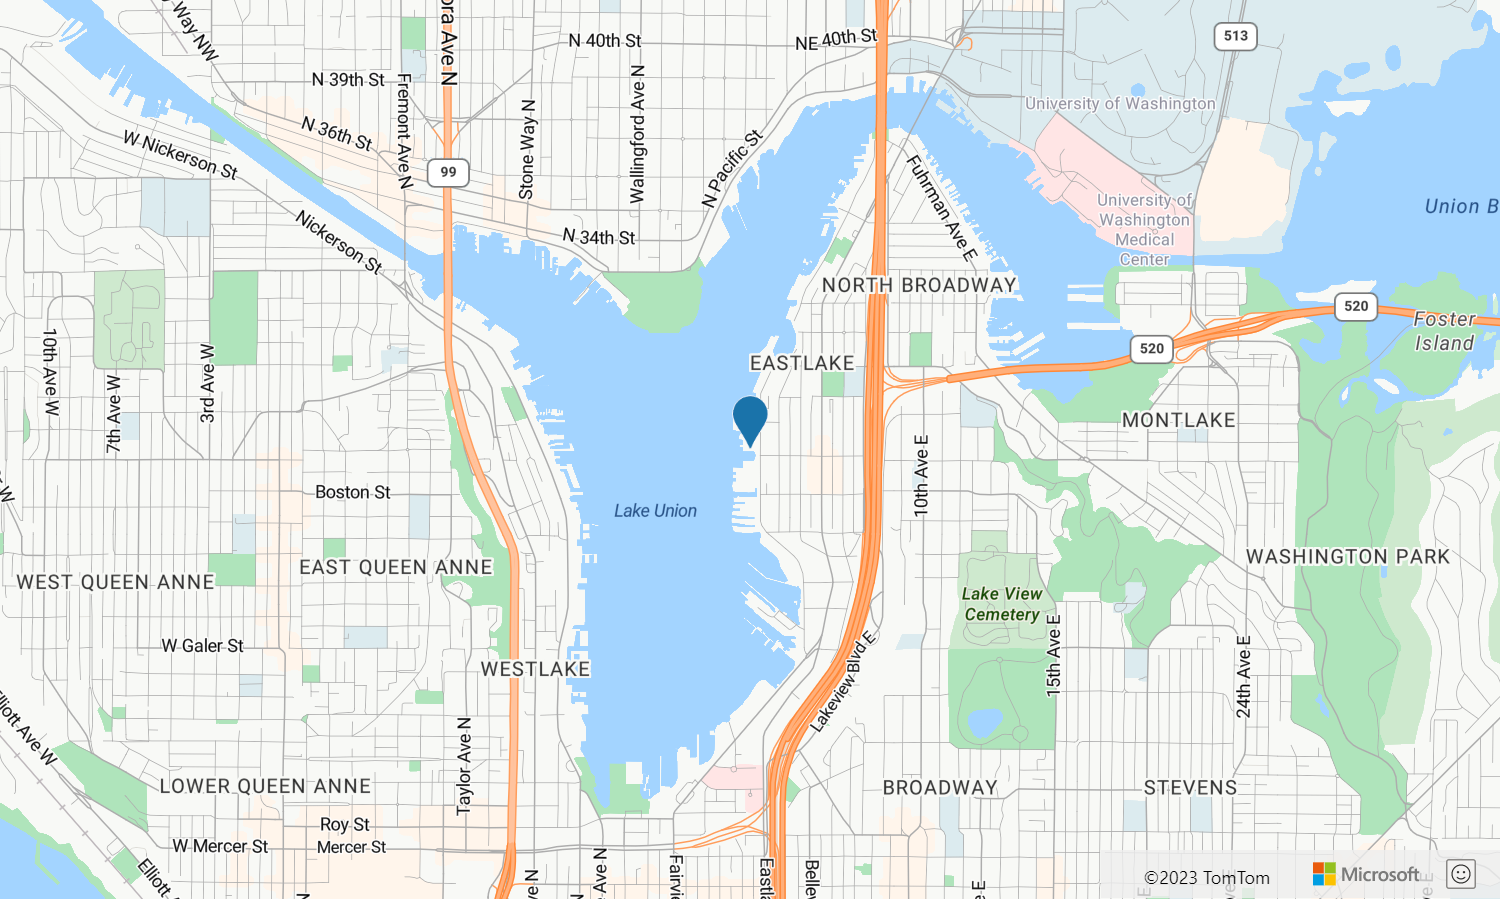 ora Ave N
Way NW
N 40th St
NE 40th St
513
N 39th St
Fremont Ave N
Wallingford Ave N
Stone Way N
University of Washington
N 36th St
W Nickerson St
N Pacific St
99
Fuhrman Ave E
University of
Washington
Medical
Center
Union B
Nickerson St
N 34th St
NORTH BROADWAY
520
Foster
Island
520
10th Ave W
3rd Ave W
7th Ave W
EASTLAKE
MONTLAKE
10th Ave E
Boston St
Lake Union
WASHINGTON PARK
WEST QUEEN ANNE
EAST QUEEN ANNE
Lake View
Cemetery
W Galer St
WESTLAKE
15th Ave E
24th Ave E
Lakeview Blvd E
Elliott Ave W
Taylor Ave N
LOWER QUEEN ANNE
BROADWAY
STEVENS
Roy St
Mercer St
W Mercer St
Elliott
Fairvi
Eastla
Belle
ve N
N
N
e Ave N
e E
©2023 TomTom
Microsoft